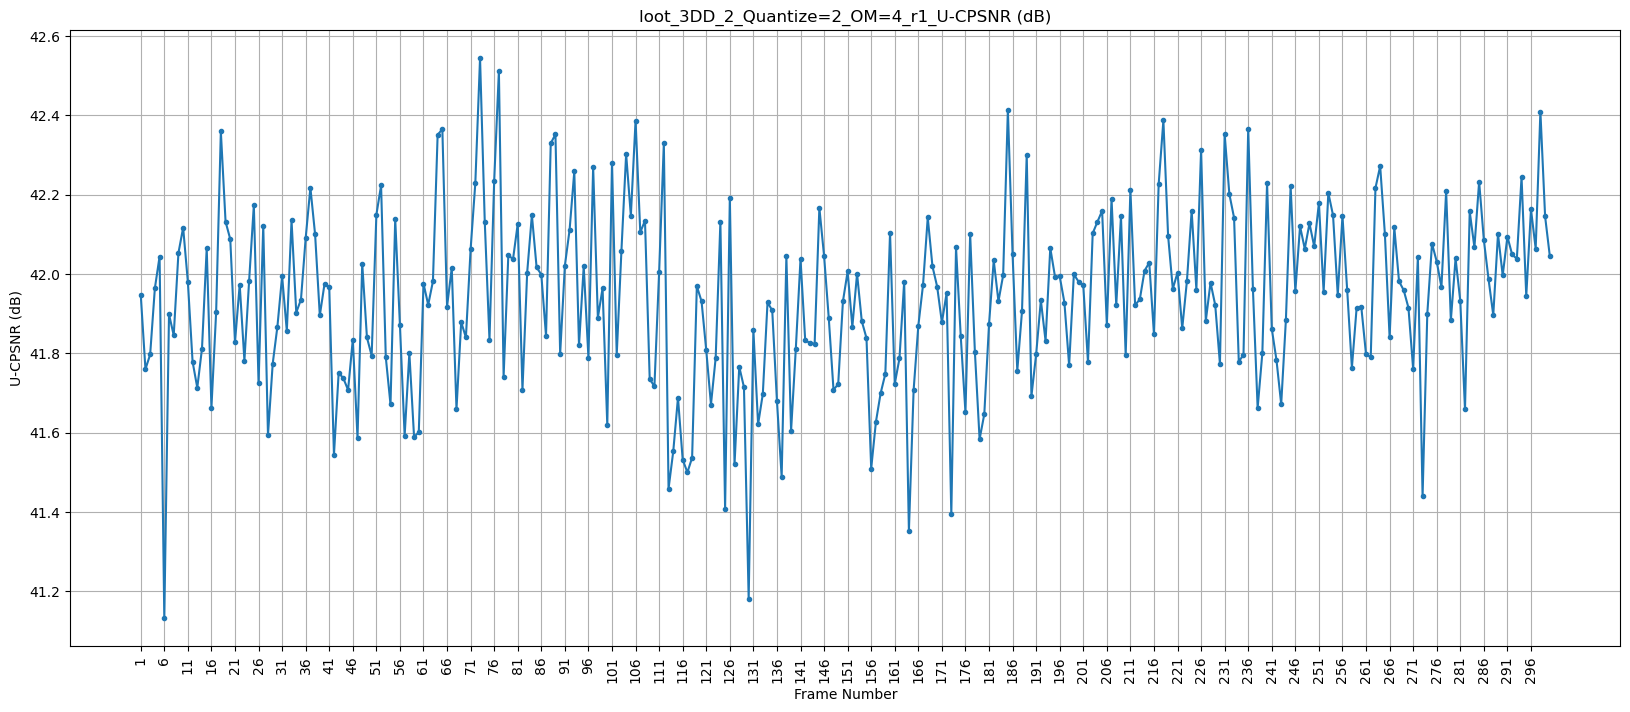 loot_3DD_2_Quantize=2_OM=4_r1_U-CPSNR (dB)
U-CPSNR (dB)
42.6
42.4
42.2
42.0
41.8
41.6
41.4
41.2
1 6 11 16 21 26 31 36 41 46 51 56 61 66 71 76 81 86 91 96 101 106 111 116 121 126 131 136 141 146 151 156 161 166 171 176 181 186 191 196 201 206 211 216 221 226 231 236 241 246 251 256 261 266 271 276 281 286 291 296
Frame Number